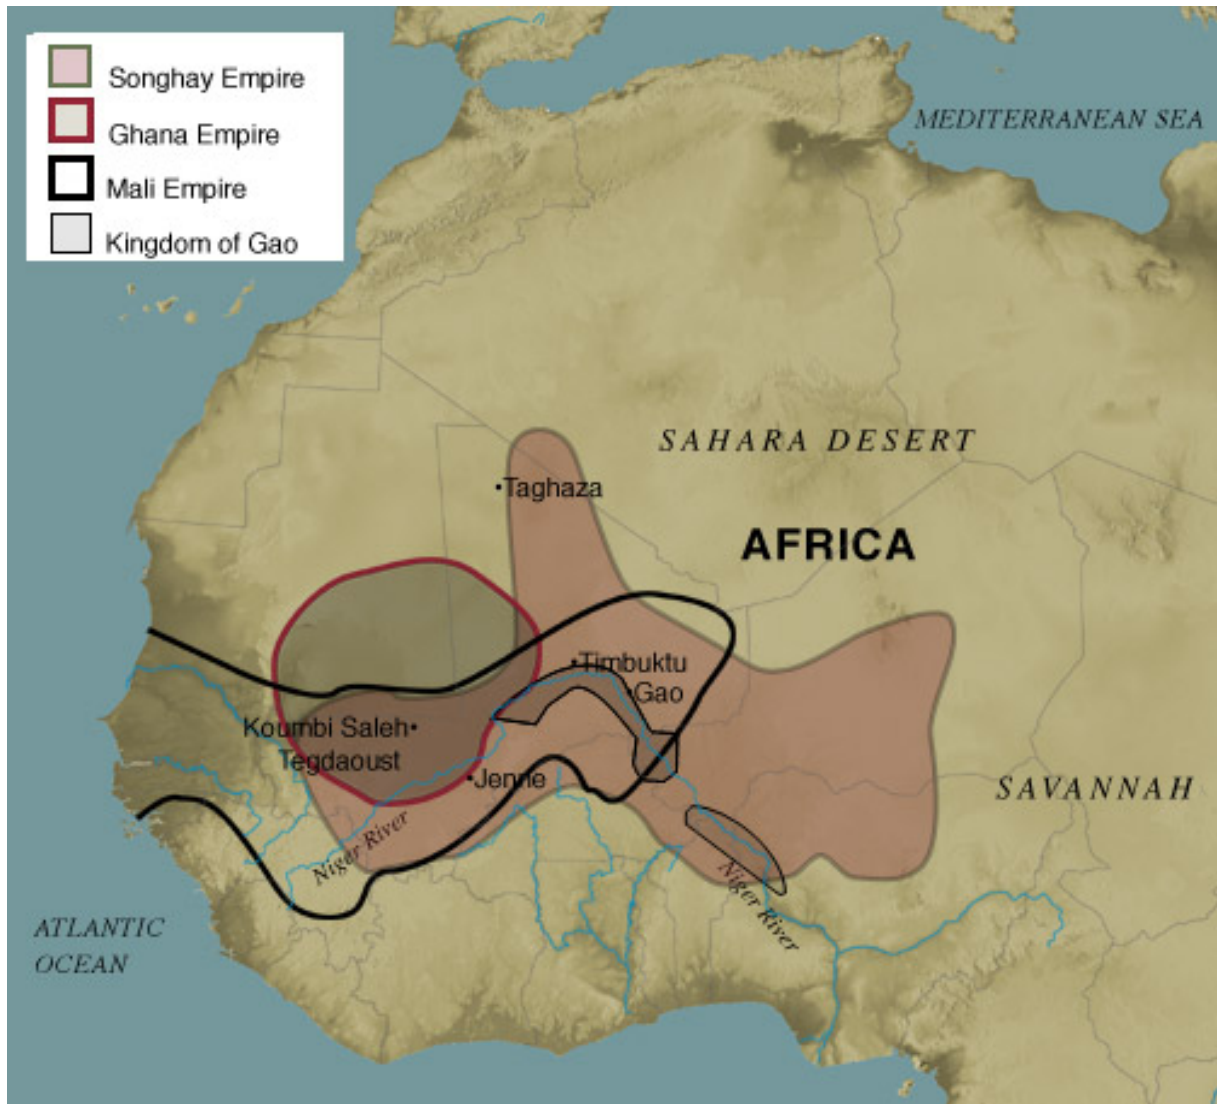 Songhay Empire
Ghana Empire
Mali Empire
Kingdom of Gao
MEDITERRANEAN SEA
SAHARA DESERT
Taghaza
AFRICA
Timbuktu
Gao
Koumbi Saleh
Tegdaoust
Jenne
SAVANNAH
Niger River
Niger River
ATLANTIC
OCEAN